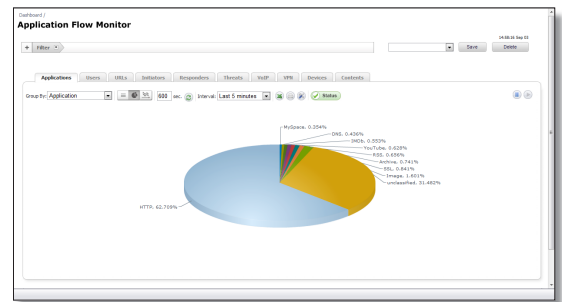 Dashboard /
Application Flow Monitor
14:58:16 Sep 03
+ Filter
Save Delete
Applications Users URLs Initiators Responders Threats VoIP VPN Devices Contents
Group By: Application 600 sec. Interval: Last 5 minutes Status
MySpace, 0.354%
DNS, 0.436%
IMDb, 0.553%
YouTube, 0.628%
RSS, 0.656%
Archive, 0.741%
SSL, 0.841%
Image, 1.601%
unclassified, 31.482%
HTTP, 62.709%